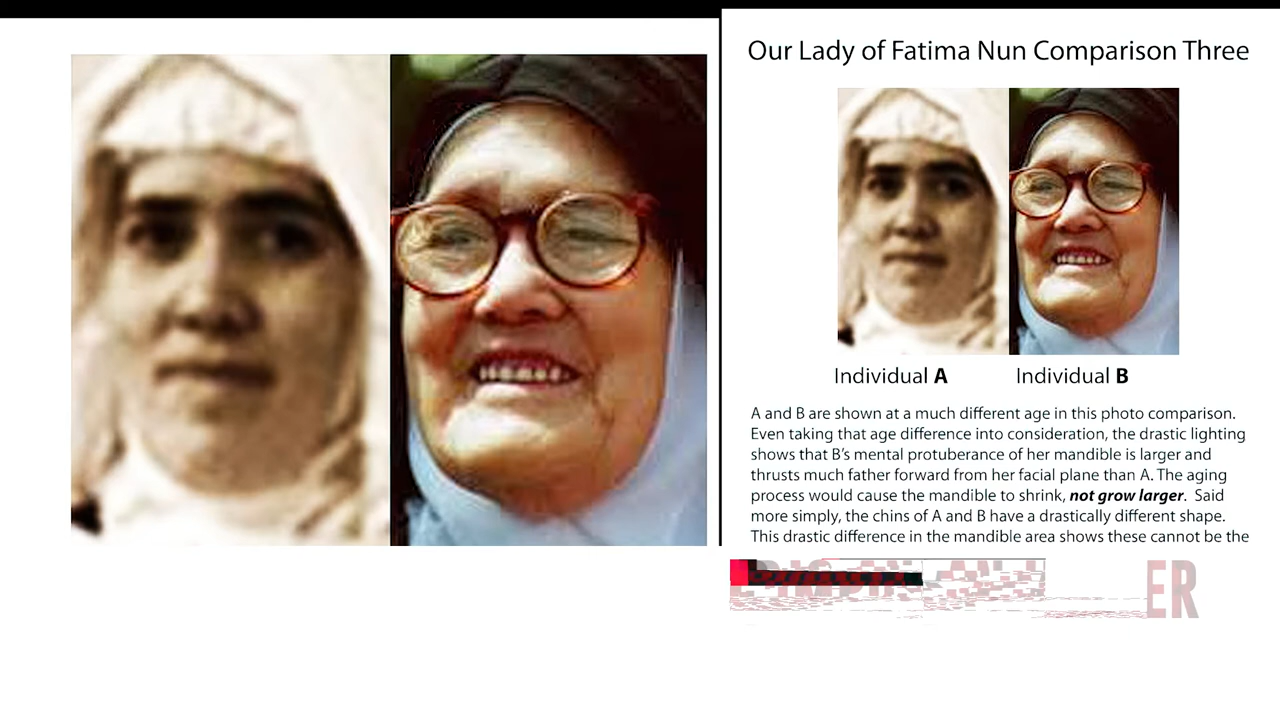 Our Lady of Fatima Nun Comparison Three
Individual A
Individual B
A and B are shown at a much different age in this photo comparison.
Even taking that age difference into consideration, the drastic lighting
shows that B's mental protuberance of her mandible is larger and
thrusts much father forward from her facial plane than A. The aging
process would cause the mandible to shrink, not grow larger. Said
more simply, the chins of A and B have a drastically different shape.
This drastic difference in the mandible area shows these cannot be the
ER